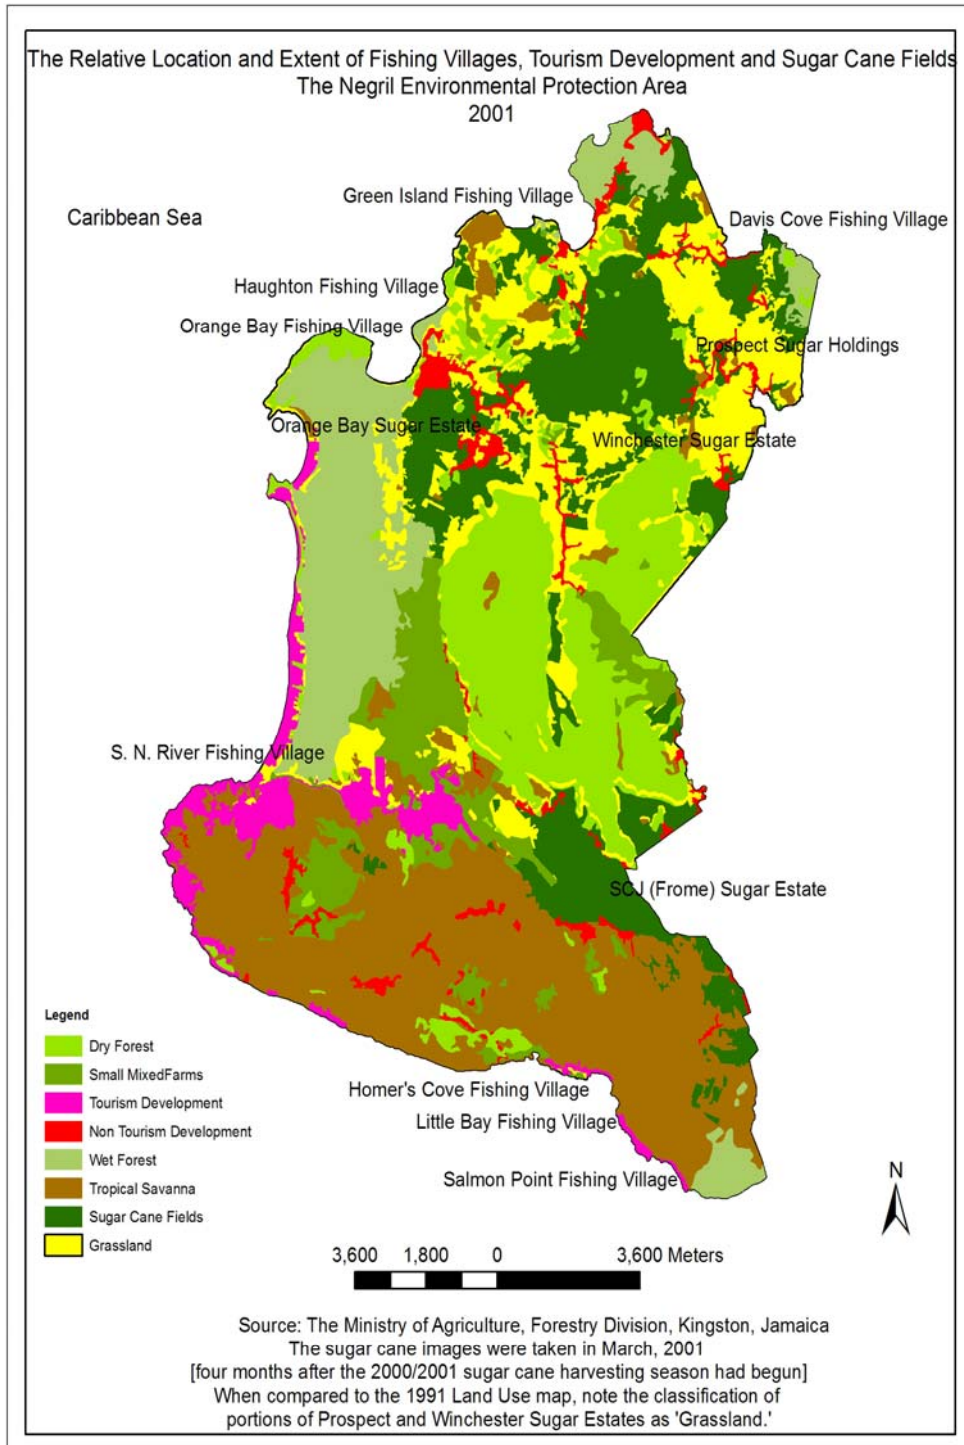 The Relative Location and Extent of Fishing Villages, Tourism Development and Sugar Cane Fields
The Negril Environmental Protection Area
2001
Green Island Fishing Village
Caribbean Sea
Davis Cove Fishing Village
Haughton Fishing Village
Orange Bay Fishing Village
Prospect Sugar Holdings
Orange Bay Sugar Estate
Winchester Sugar Estate
S. N. River Fishing Village
SCJ (Frome) Sugar Estate
Legend
Dry Forest
Small MixedFarms
Tourism Development
Non Tourism Development
Wet Forest
Tropical Savanna
Sugar Cane Fields
Grassland
Homer's Cove Fishing Village
Little Bay Fishing Village
Salmon Point Fishing Village
N
3,600 1,800 0 3,600 Meters
Source: The Ministry of Agriculture, Forestry Division, Kingston, Jamaica
The sugar cane images were taken in March, 2001
[four months after the 2000/2001 sugar cane harvesting season had begun]
When compared to the 1991 Land Use map, note the classification of
portions of Prospect and Winchester Sugar Estates as 'Grassland.'